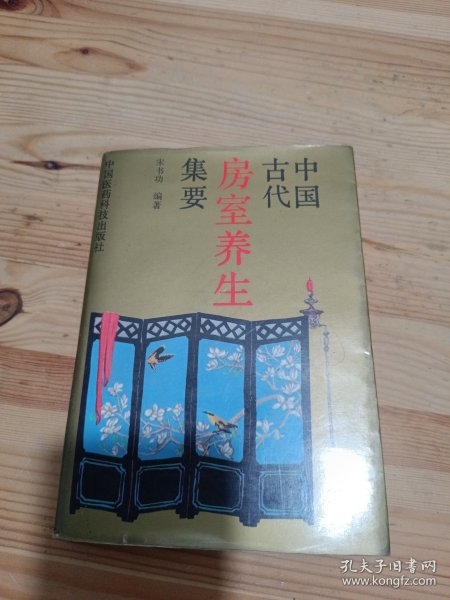 中国
古代
房室养生
集要
宋书功 编著
中国医药科技出版社
孔夫子旧书网
www.kongfz.com